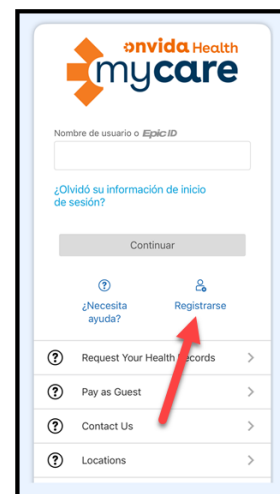 onvida Health
mycare
Nombre de usuario o Epic ID
¿Olvidó su información de inicio
de sesión?
Continuar
¿Necesita
ayuda?
Registrarse
Request Your Health Records
Pay as Guest
Contact Us
Locations